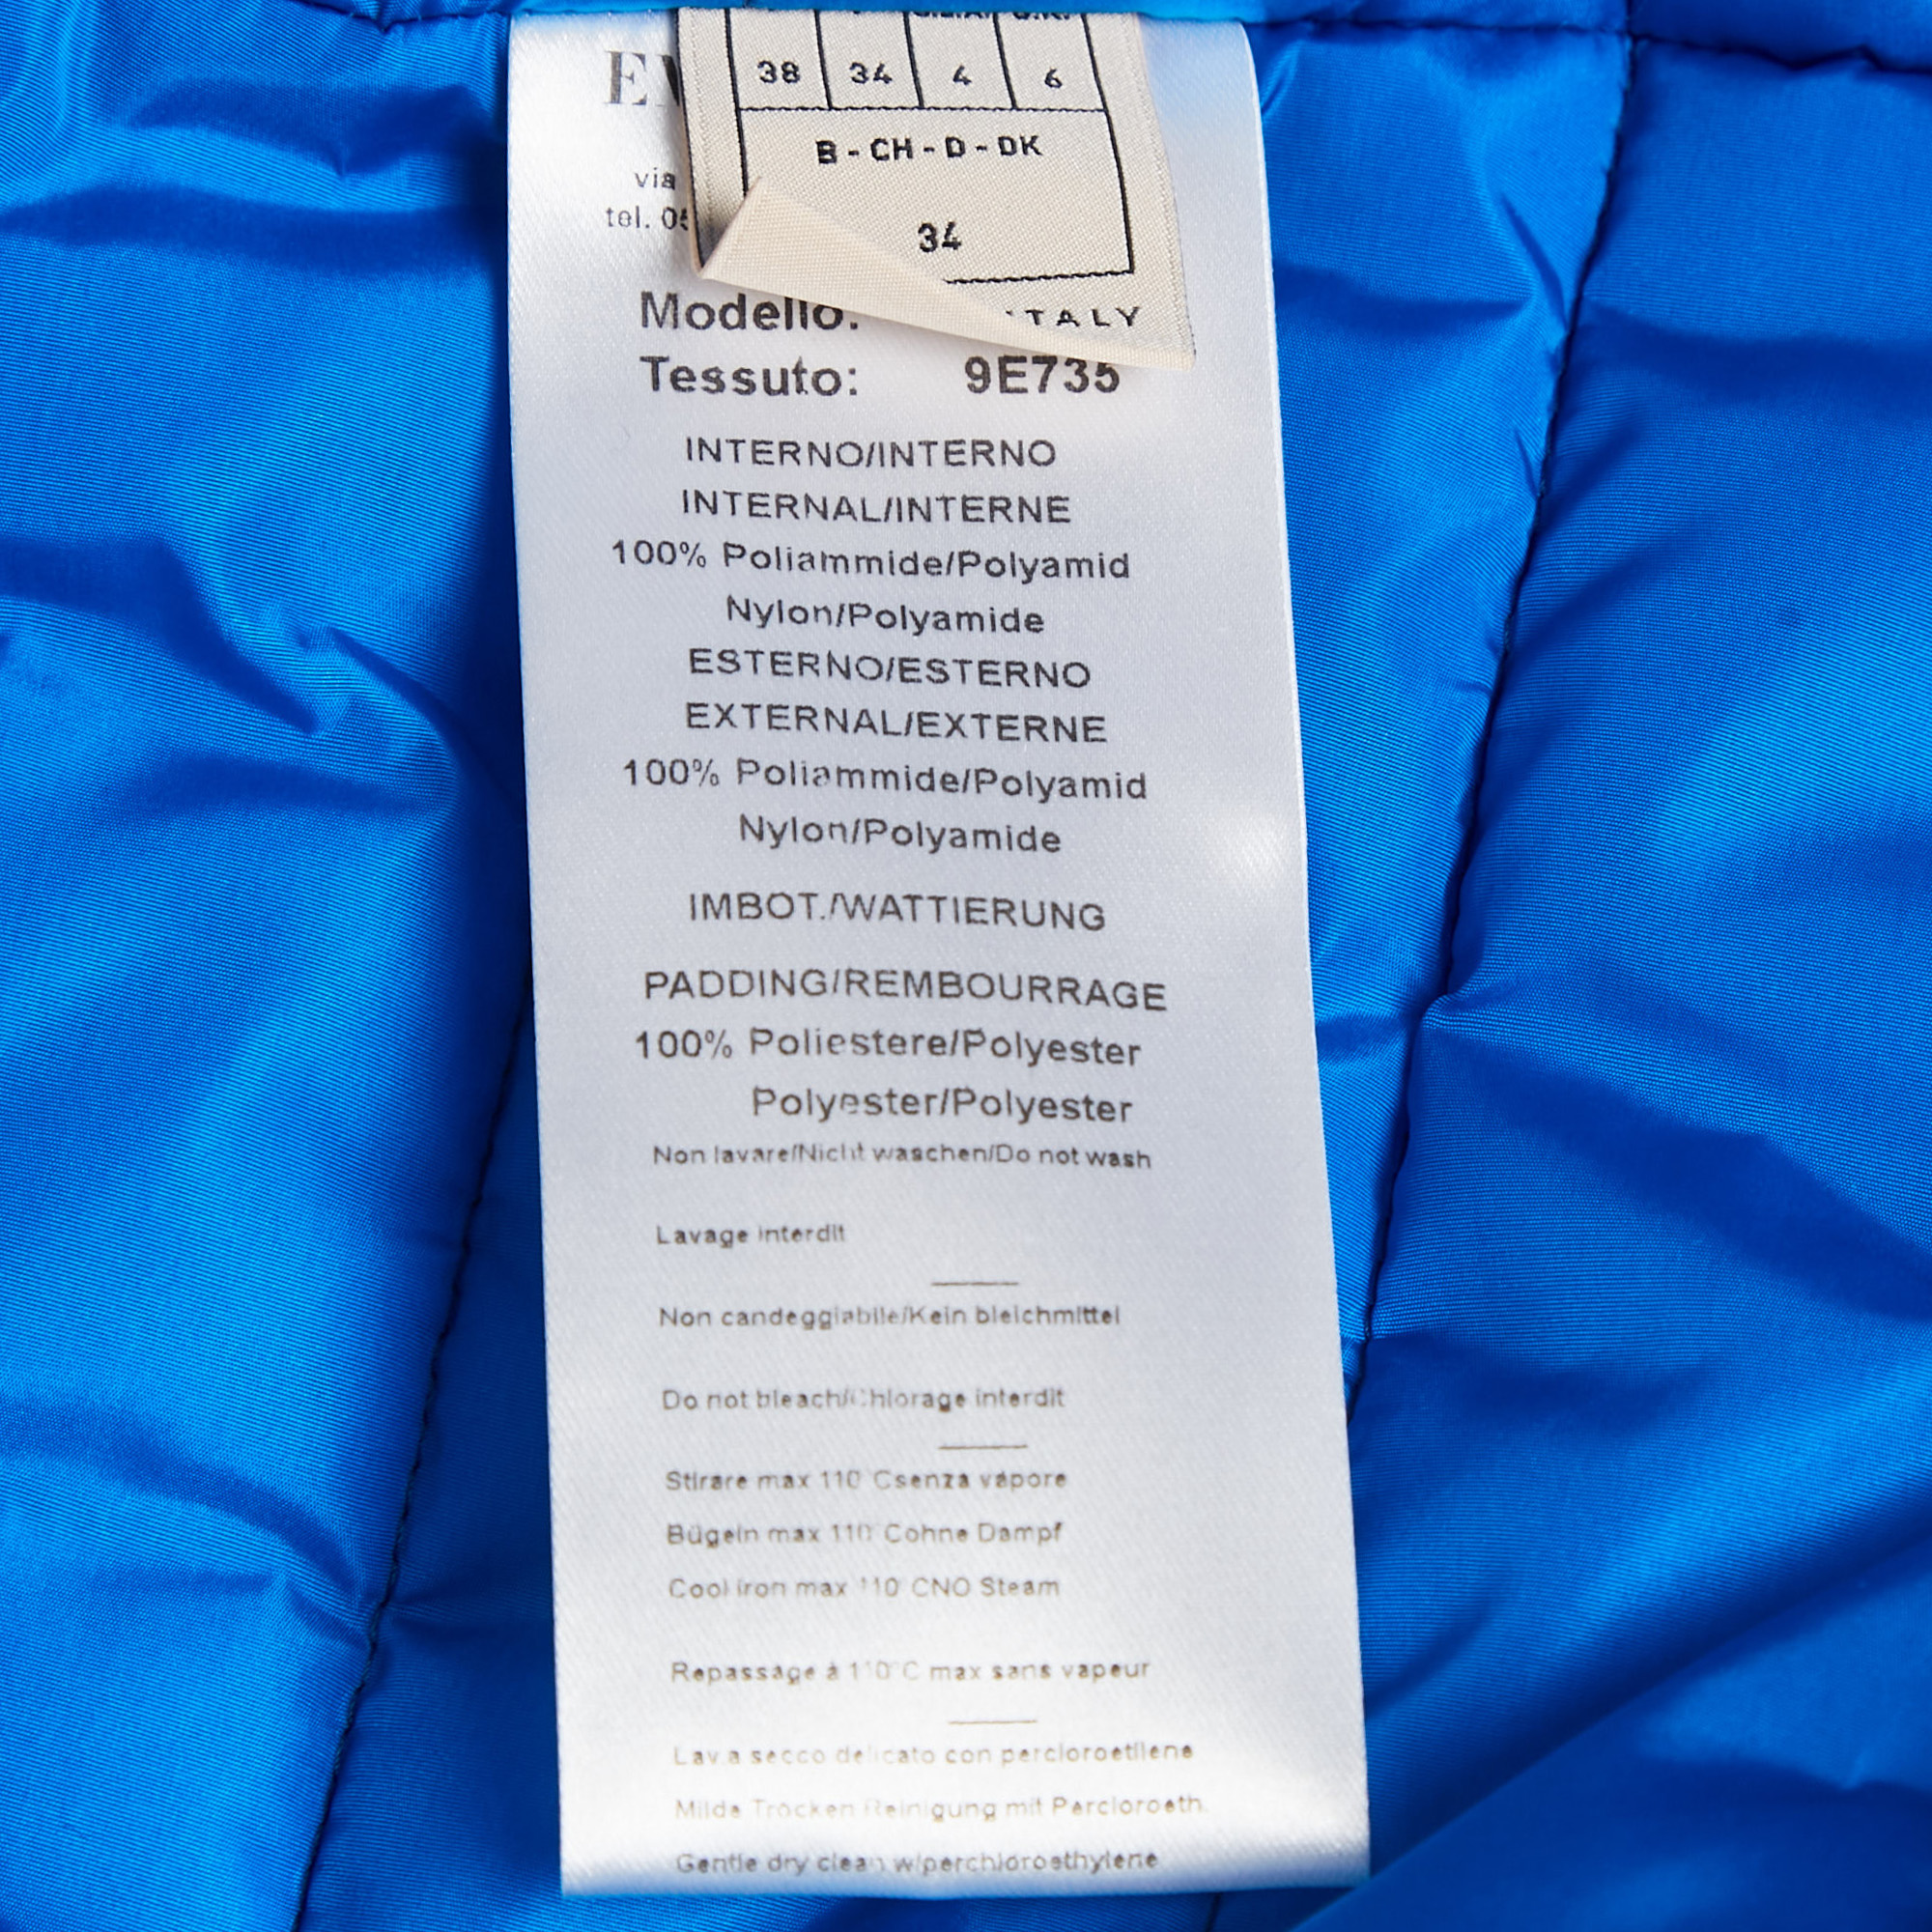 38 34 4 6
B - CH - D - DK
34
via
tel.
Modello:
Tessuto: 9E735
INTERNO/INTERNO
INTERNAL/INTERNE
100% Poliammide/Polyamid
Nylon/Polyamide
ESTERNO/ESTERNO
EXTERNAL/EXTERNE
100% Poliammide/Polyamid
Nylon/Polyamide
IMBOT./WATTIERUNG
PADDING/REMBOURRAGE
100% Poliestere/Polyester
Polyester/Polyester
Non lavare/Nicht waschen/Do not wash
Lavage interdit
Non candeggiabile/Kein bleichmittel
Do not bleach/Chlorage interdit
Stirare max 110°Csenza vapore
Bügeln max 110°Cohne Dampf
Cool iron max 110°CNO Steam
Repassage à 110°C max sans vapeur
Lav.a secco delicato con percloroetilene
Milde Trocken Reinigung mit Percloroeth.
Gentle dry clean w/perchloroethylene